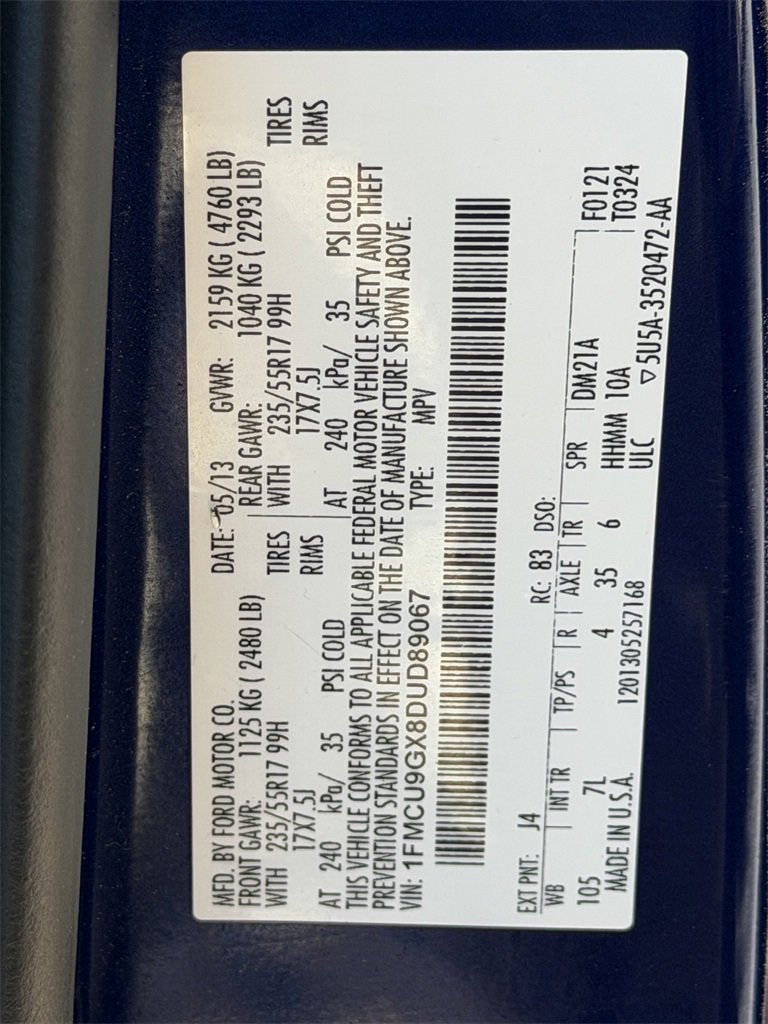 MFD. BY FORD MOTOR CO. DATE: 05/13 GVWR: 2159 KG ( 4760 LB)
FRONT GAWR: 1125 KG ( 2480 LB) REAR GAWR: 1040 KG ( 2293 LB)
WITH 235/55R17 99H TIRES WITH 235/55R17 99H TIRES
17X7.5J RIMS 17X7.5J RIMS
AT 240 kPa/ 35 PSI COLD AT 240 kPa/ 35 PSI COLD
THIS VEHICLE CONFORMS TO ALL APPLICABLE FEDERAL MOTOR VEHICLE SAFETY AND THEFT
PREVENTION STANDARDS IN EFFECT ON THE DATE OF MANUFACTURE SHOWN ABOVE.
VIN: 1FMCU9GX8DUD89067 TYPE: MPV
EXT PNT: J4 RC: 83 DSO:
WB INT TR TP/PS R AXLE TR SPR DM21A F0121
105 7L 4 35 6 HHMM 10A T0324
MADE IN U.S.A. 1201305257168 ULC ▽5U5A-3520472-AA